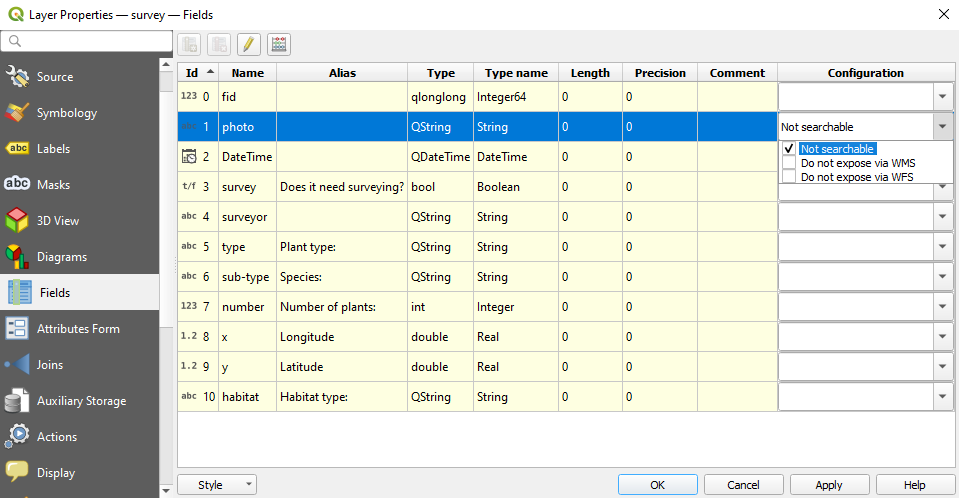 Layer Properties — survey — Fields
Source
Symbology
Labels
Masks
3D View
Diagrams
Fields
Attributes Form
Joins
Auxiliary Storage
Actions
Display
Id Name Alias Type Type name Length Precision Comment Configuration
123 0 fid qlonglong Integer64 0 0
abc 1 photo QString String 0 0 Not searchable
Not searchable
Do not expose via WMS
Do not expose via WFS
2 DateTime QDateTime DateTime 0 0
t/f 3 survey Does it need surveying? bool Boolean 0 0
abc 4 surveyor QString String 0 0
abc 5 type Plant type: QString String 0 0
abc 6 sub-type Species: QString String 0 0
123 7 number Number of plants: int Integer 0 0
1.2 8 x Longitude double Real 0 0
1.2 9 y Latitude double Real 0 0
abc 10 habitat Habitat type: QString String 0 0
Style OK Cancel Apply Help